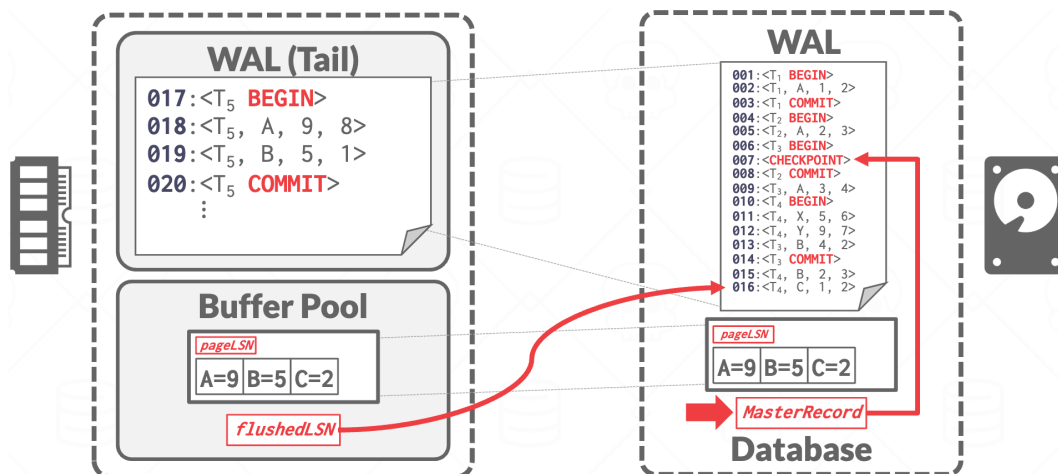 WAL (Tail)
017:<T5 BEGIN>
018:<T5, A, 9, 8>
019:<T5, B, 5, 1>
020:<T5 COMMIT>
⋮
Buffer Pool
pageLSN
A=9 B=5 C=2
flushedLSN
WAL
001:<T1 BEGIN>
002:<T1, A, 1, 2>
003:<T1 COMMIT>
004:<T2 BEGIN>
005:<T2, A, 2, 3>
006:<T3 BEGIN>
007:<CHECKPOINT>
008:<T2 COMMIT>
009:<T3, A, 3, 4>
010:<T4 BEGIN>
011:<T4, X, 5, 6>
012:<T4, Y, 9, 7>
013:<T3, B, 4, 2>
014:<T3 COMMIT>
015:<T4, B, 2, 3>
016:<T4, C, 1, 2>
pageLSN
A=9 B=5 C=2
MasterRecord
Database